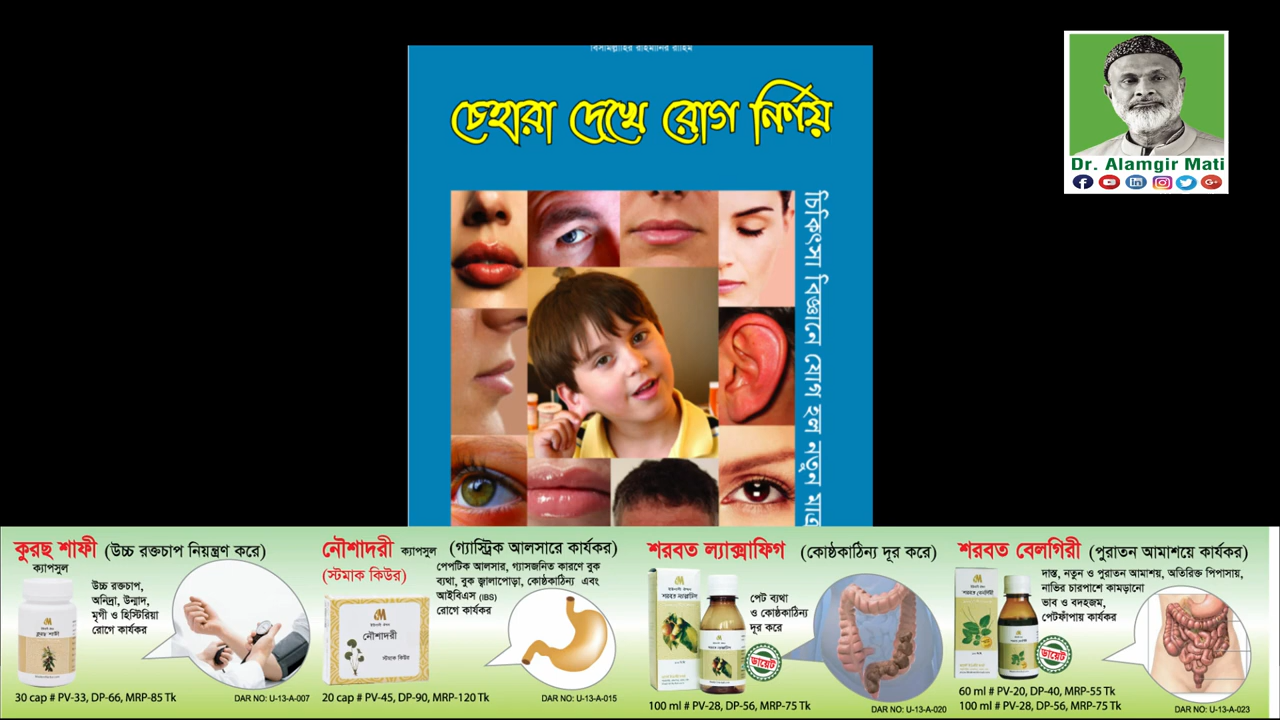 বিসমিল্লাহির রাহমানির রাহিম
চেহারা দেখে রোগ নির্ণয়
চিকিৎসা বিজ্ঞানে যোগ হল নতুন
Dr. Alamgir Mati
কুরছ শাফী (উচ্চ রক্তচাপ নিয়ন্ত্রণ করে)
ক্যাপসুল
উচ্চ রক্তচাপ,
অনিদ্রা, উন্মাদ,
মৃগী ও হিস্টিরিয়া
রোগে কার্যকর
30 cap # PV-33, DP-66, MRP-85 Tk
DAR NO: U-13-A-007
নৌশাদরী ক্যাপসুল (গ্যাস্ট্রিক আলসারে কার্যকর)
(স্টমাক কিউর)
পেপটিক আলসার, গ্যাসজনিত কারণে বুক
ব্যথা, বুক জ্বালাপোড়া, কোষ্ঠকাঠিন্য এবং
আইবিএস (IBS)
রোগে কার্যকর
নৌশাদরী
স্টমাক কিউর
20 cap # PV-45, DP-90, MRP-120 Tk
DAR NO: U-13-A-015
শরবত ল্যাক্সাফিগ (কোষ্ঠকাঠিন্য দূর করে)
পেট ব্যথা
ও কোষ্ঠকাঠিন্য
দূর করে
ডায়েট
100 ml # PV-28, DP-56, MRP-75 Tk
DAR NO: U-13-A-020
শরবত বেলগিরী (পুরাতন আমাশয়ে কার্যকর)
দাস্ত, নতুন ও পুরাতন আমাশয়, অতিরিক্ত পিপাসায়,
নাভির চারপাশে কামড়ানো
ভাব ও বদহজম,
পেটফাঁপায় কার্যকর
ডায়েট
60 ml # PV-20, DP-40, MRP-55 Tk
100 ml # PV-28, DP-56, MRP-75 Tk
DAR NO: U-13-A-023